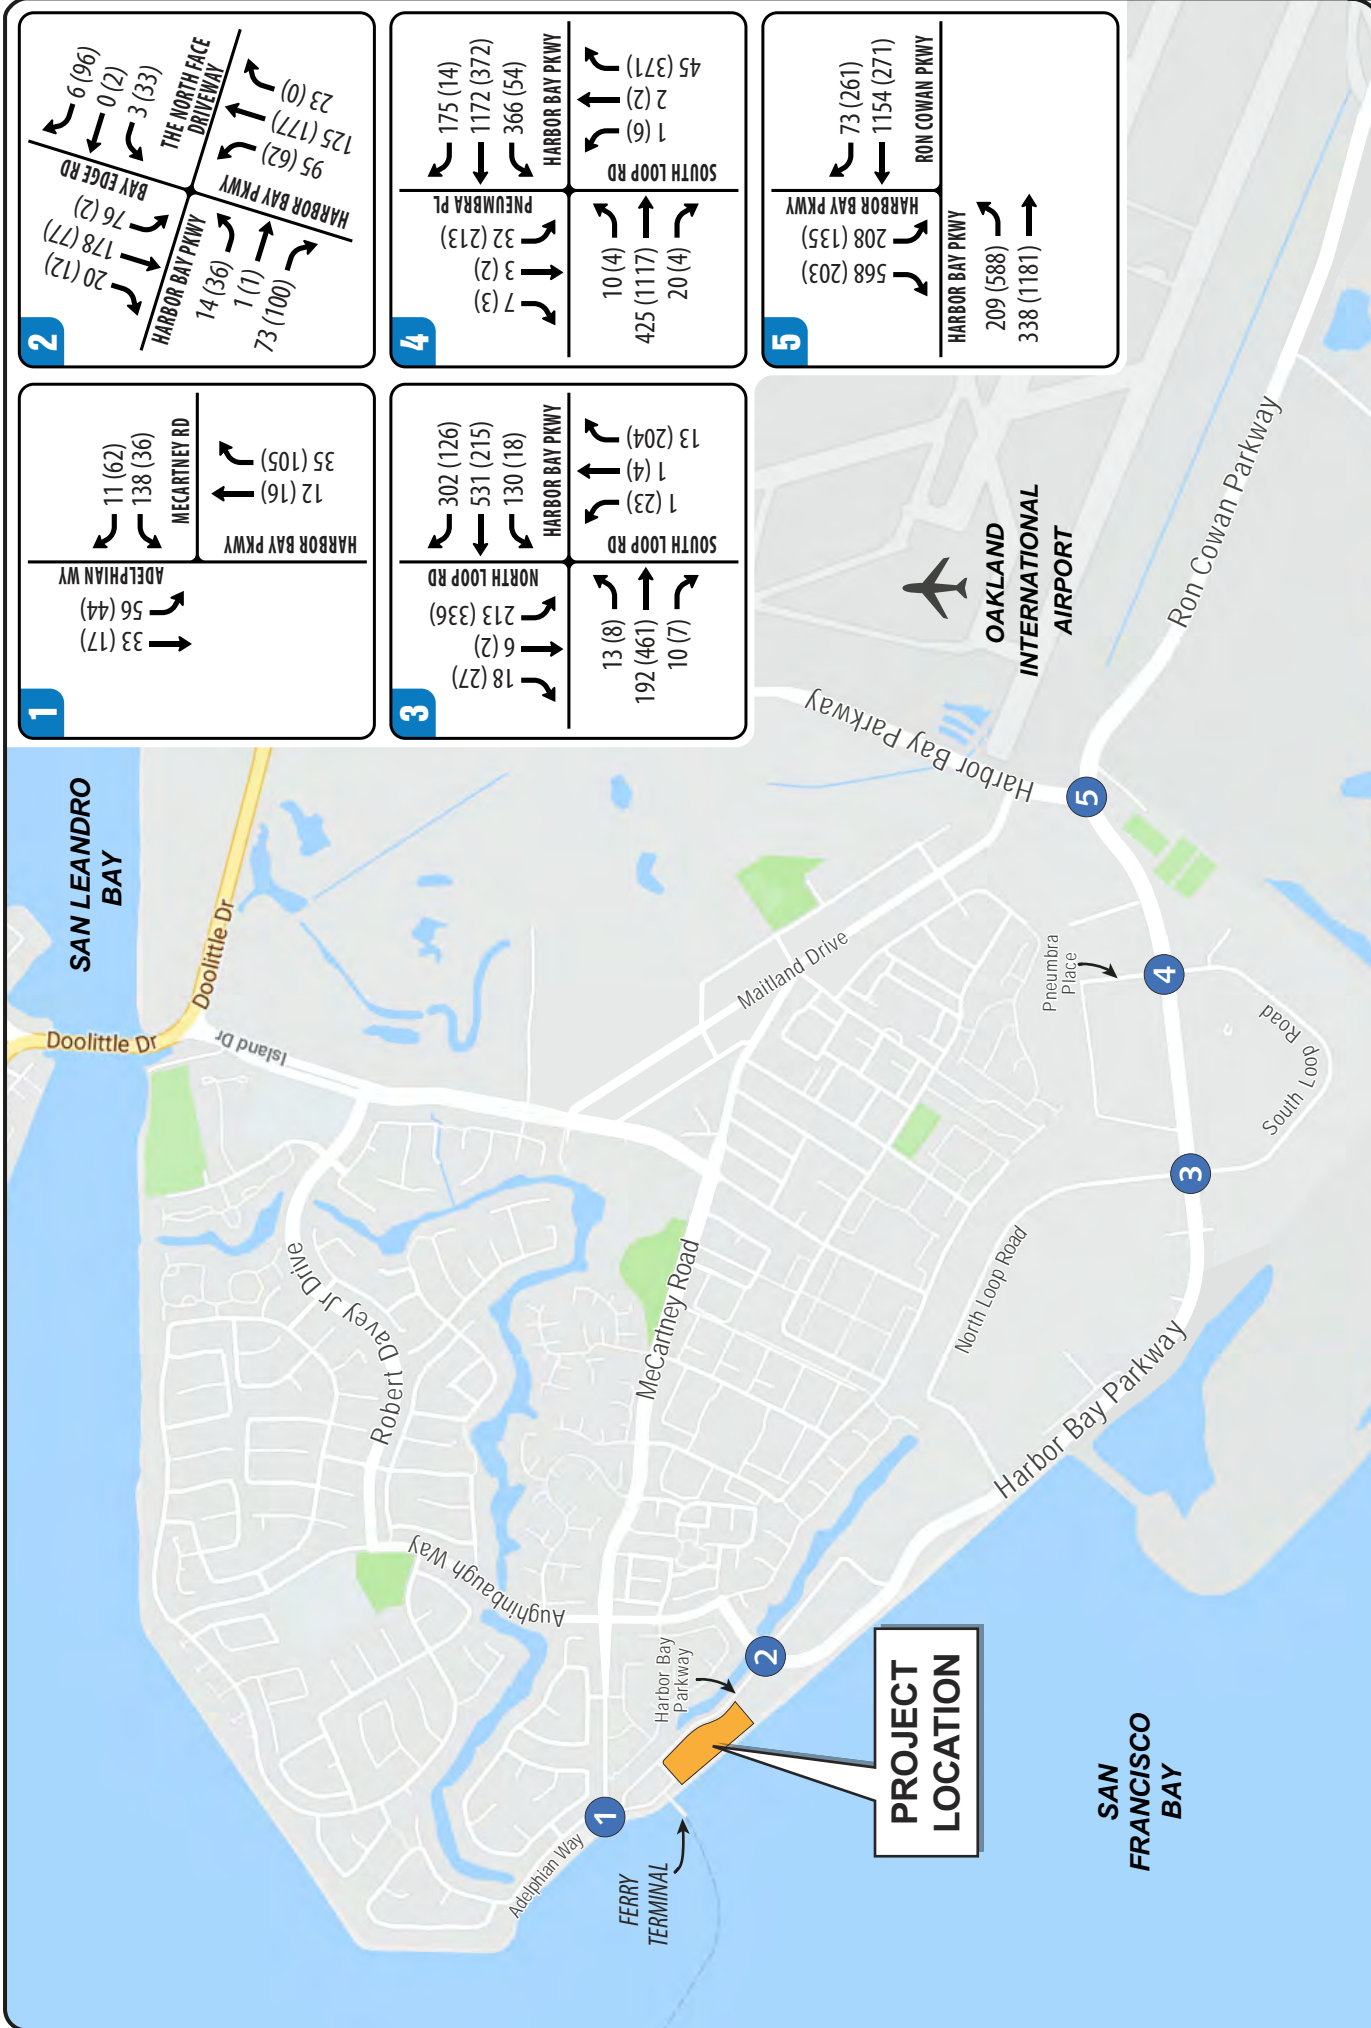 1
11 (62)
138 (36)
MECARTNEY RD
ADELPHIAN WY
56 (44)
33 (17)
HARBOR BAY PKWY
12 (16)
35 (105)
2
6 (96)
0 (2)
3 (33)
THE NORTH FACE
DRIVEWAY
BAY EDGE RD
76 (2)
178 (77)
20 (12)
HARBOR BAY PKWY
14 (36)
1 (1)
73 (100)
HARBOR BAY PKWY
95 (62)
125 (177)
23 (0)
3
302 (126)
531 (215)
130 (18)
HARBOR BAY PKWY
NORTH LOOP RD
213 (336)
6 (2)
18 (27)
13 (8)
192 (461)
10 (7)
SOUTH LOOP RD
1 (23)
1 (4)
13 (204)
4
175 (14)
1172 (372)
366 (54)
HARBOR BAY PKWY
PNEUMBRA PL
32 (213)
3 (2)
7 (3)
10 (4)
425 (1117)
20 (4)
SOUTH LOOP RD
1 (6)
2 (2)
45 (371)
5
73 (261)
1154 (271)
RON COWAN PKWY
HARBOR BAY PKWY
208 (135)
568 (203)
HARBOR BAY PKWY
209 (588)
338 (1181)
SAN LEANDRO
BAY
Doolittle Dr
Doolittle Dr
Island Dr
Robert Davey Jr Drive
Aughinbaugh Way
MeCartney Road
Maitland Drive
Harbor Bay Parkway
OAKLAND
INTERNATIONAL
AIRPORT
Ron Cowan Parkway
Adelphian Way
1
FERRY
TERMINAL
Harbor Bay
Parkway
2
PROJECT
LOCATION
North Loop Road
Harbor Bay Parkway
3
Pneumbra
Place
4
South Loop Road
5
SAN
FRANCISCO
BAY